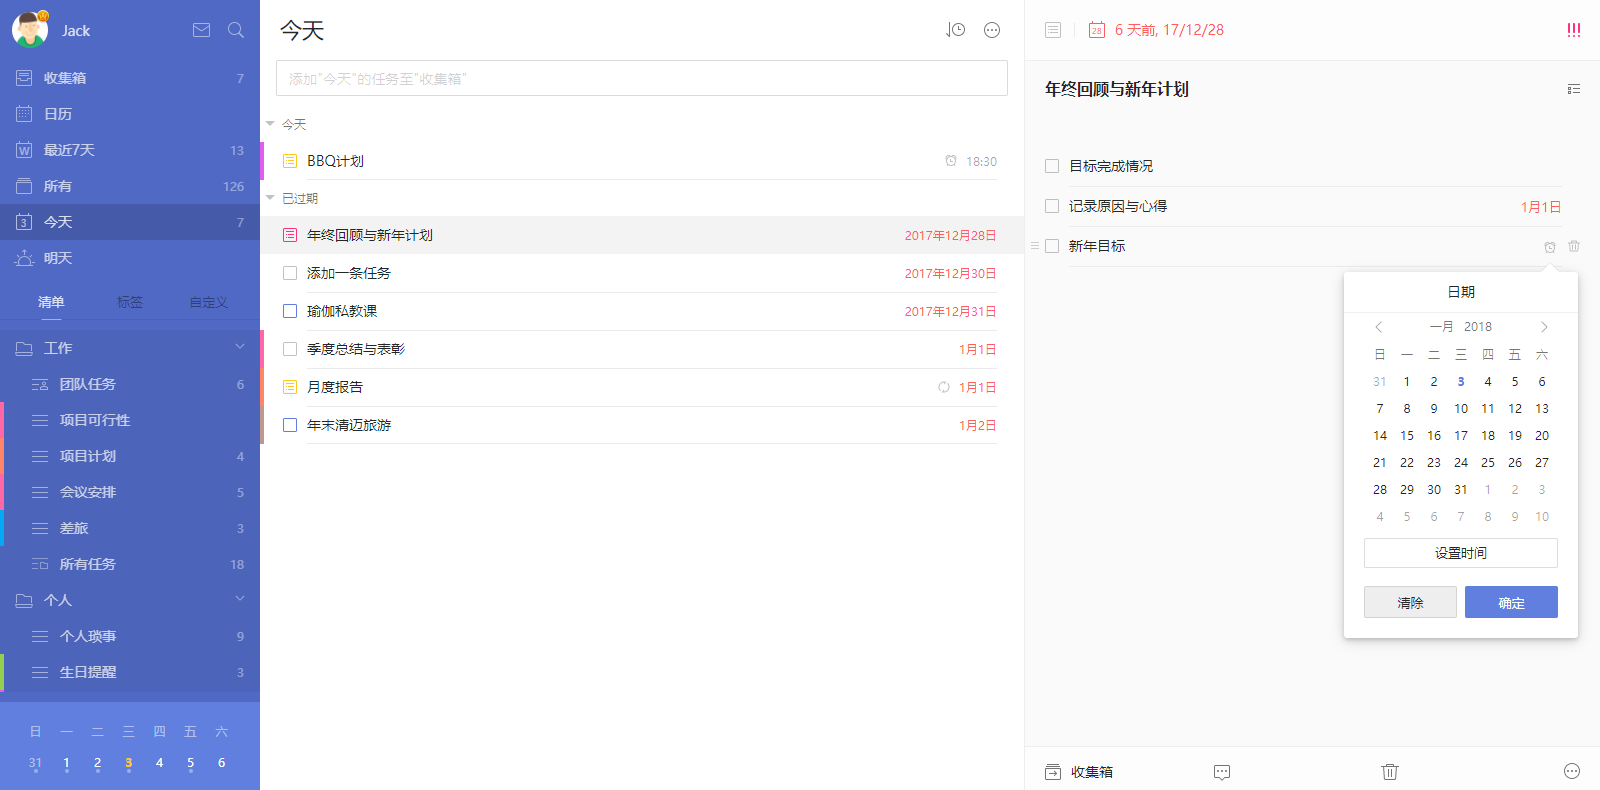 Jack
收集箱 7
日历
W 最近7天 13
所有 126
3 今天 7
明天
清单 标签 自定义
工作
团队任务 6
项目可行性
项目计划 4
会议安排 5
差旅 3
所有任务 18
个人
个人琐事 9
生日提醒 3
日 一 二 三 四 五 六
31 1 2 3 4 5 6
今天
添加"今天"的任务至"收集箱"
今天
BBQ计划 18:30
已过期
年终回顾与新年计划 2017年12月28日
添加一条任务 2017年12月30日
瑜伽私教课 2017年12月31日
季度总结与表彰 1月1日
月度报告 1月1日
年末清迈旅游 1月2日
28 6 天前, 17/12/28 !!!
年终回顾与新年计划
目标完成情况
记录原因与心得 1月1日
新年目标
日期
一月 2018
日 一 二 三 四 五 六
31 1 2 3 4 5 6
7 8 9 10 11 12 13
14 15 16 17 18 19 20
21 22 23 24 25 26 27
28 29 30 31 1 2 3
4 5 6 7 8 9 10
设置时间
清除 确定
收集箱